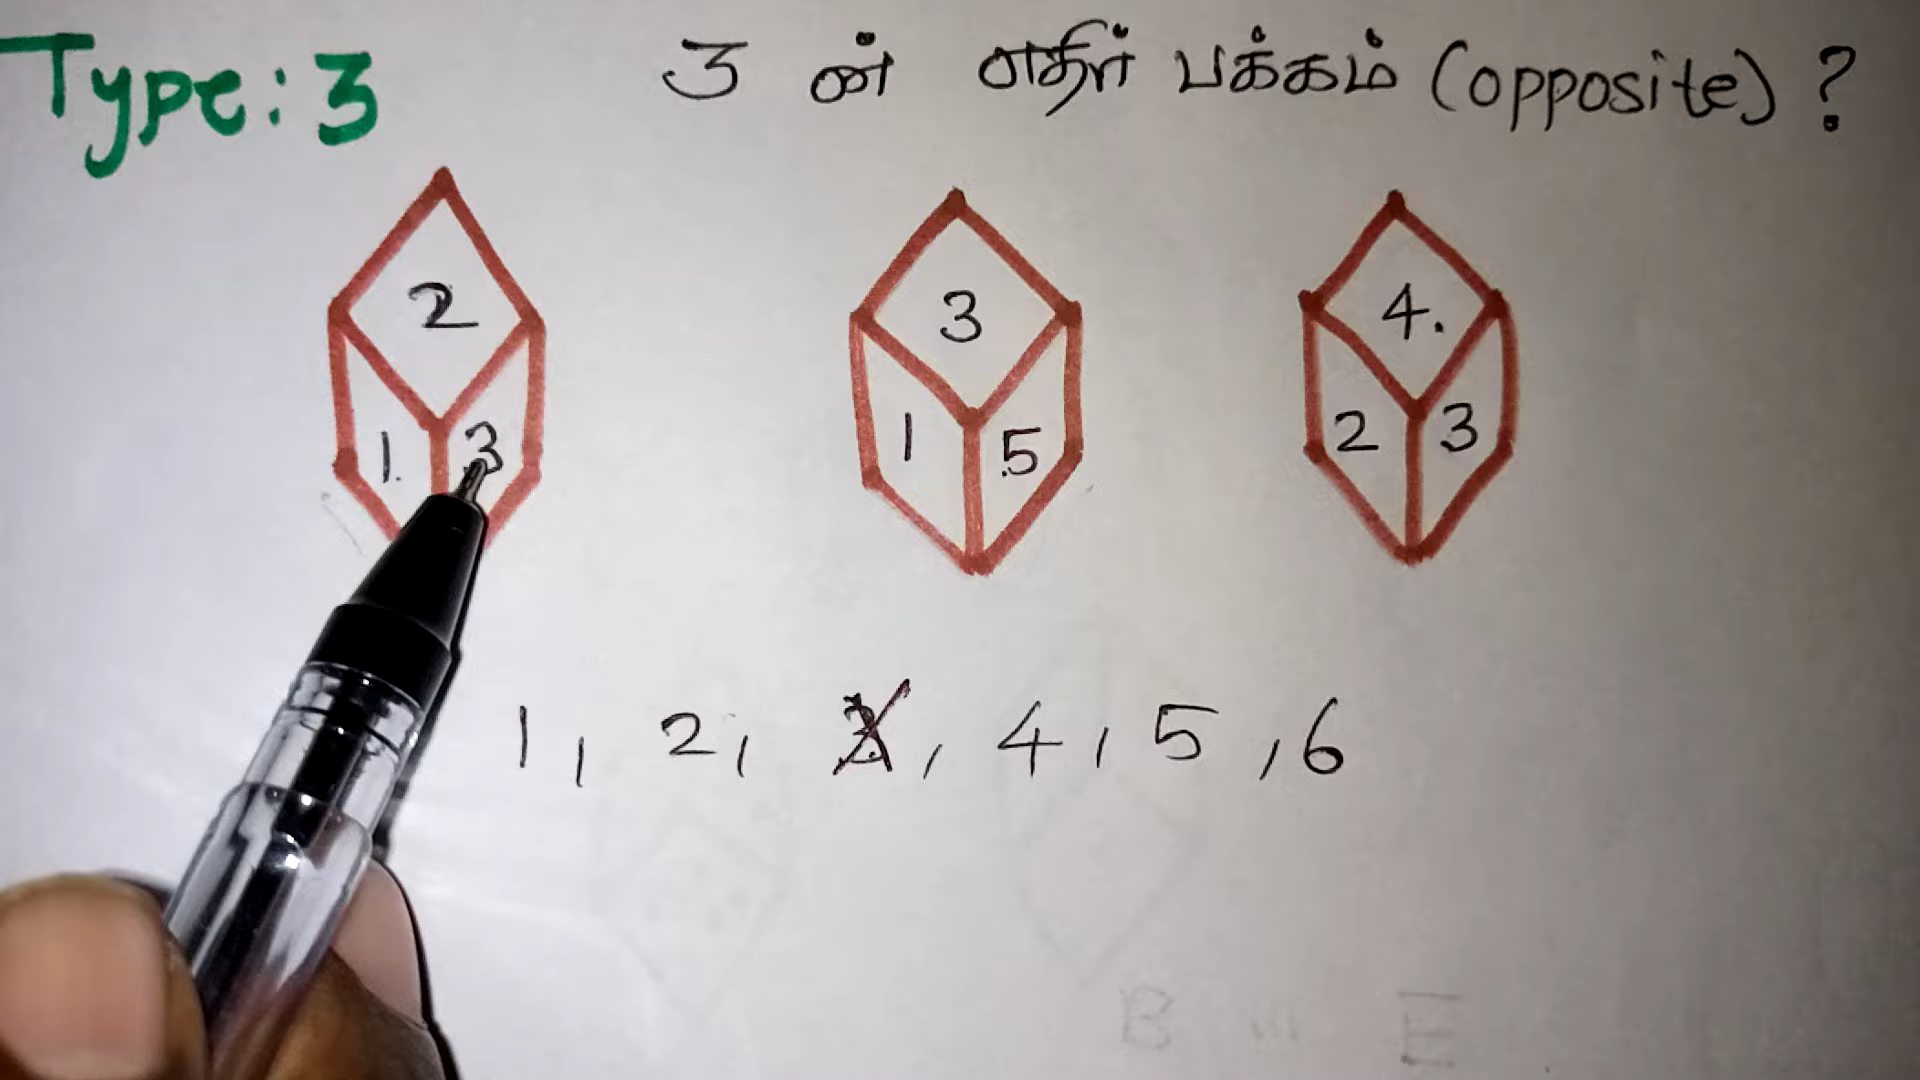 Type: 3
3 ன் எதிர் பக்கம் (opposite) ?
2
1. 3
3
1 .5
4.
2 3
1, 2, 3, 4, 5, 6
B E